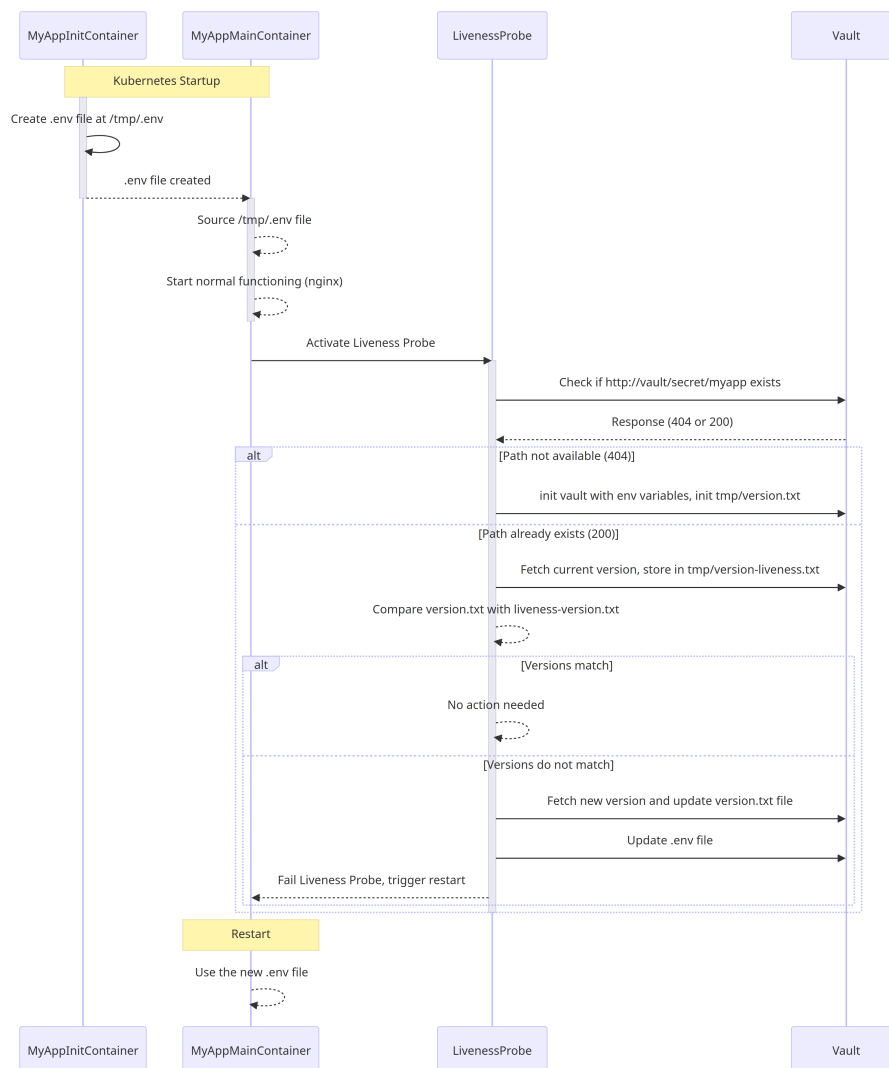 MyAppInitContainer MyAppMainContainer LivenessProbe Vault
Kubernetes Startup
Create .env file at /tmp/.env
.env file created
Source /tmp/.env file
Start normal functioning (nginx)
Activate Liveness Probe
Check if http://vault/secret/myapp exists
Response (404 or 200)
alt [Path not available (404)]
init vault with env variables, init tmp/version.txt
[Path already exists (200)]
Fetch current version, store in tmp/version-liveness.txt
Compare version.txt with liveness-version.txt
alt [Versions match]
No action needed
[Versions do not match]
Fetch new version and update version.txt file
Update .env file
Fail Liveness Probe, trigger restart
Restart
Use the new .env file
MyAppInitContainer MyAppMainContainer LivenessProbe Vault